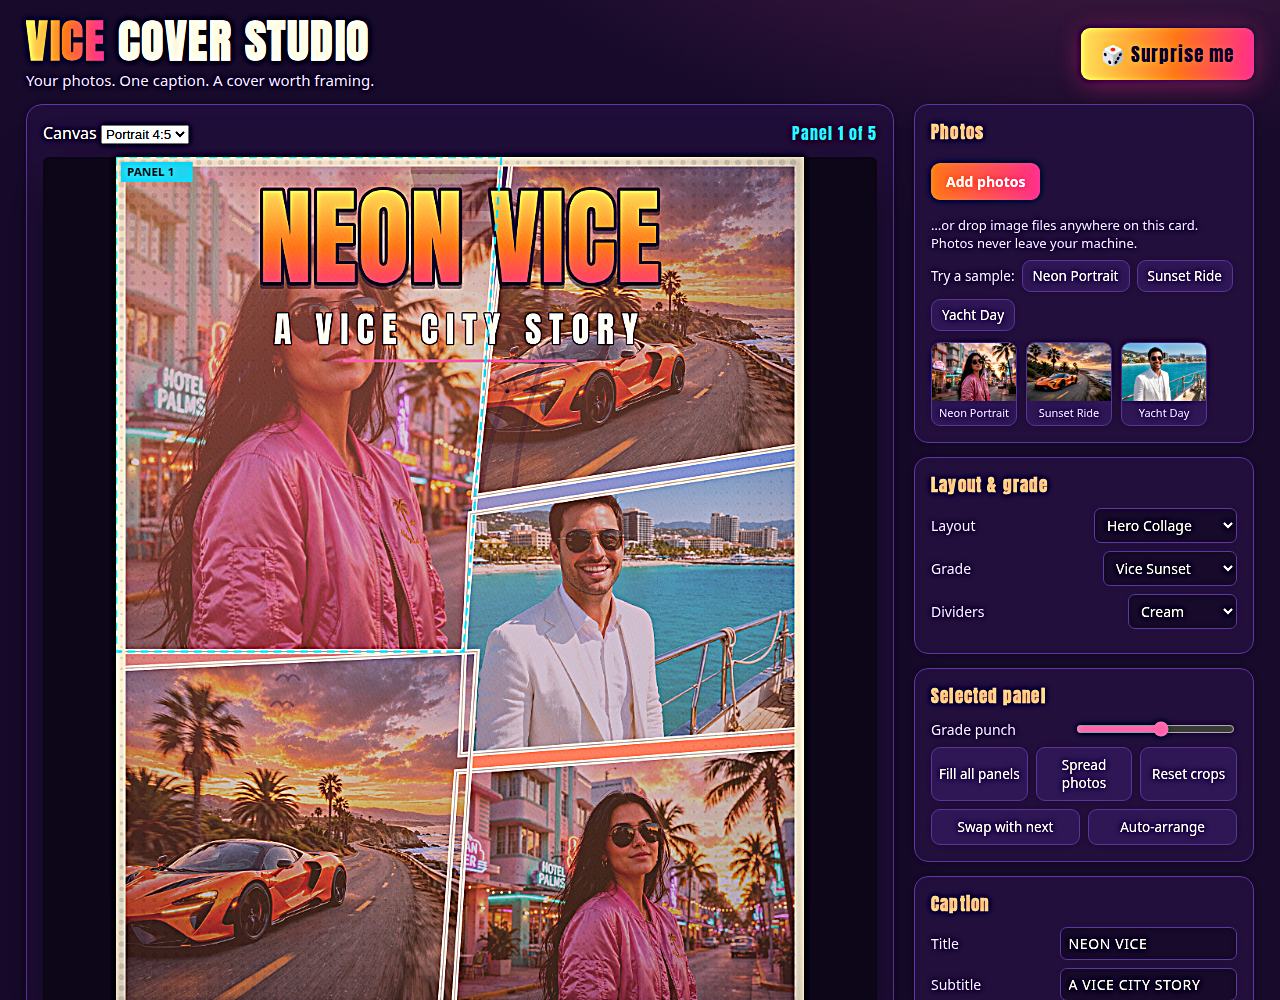 VICE COVER STUDIO
Your photos. One caption. A cover worth framing.
🎲 Surprise me
Canvas Portrait 4:5
Panel 1 of 5
PANEL 1
NEON VICE
A VICE CITY STORY
HOTEL
PALMS
HOTEL
PALMS
Photos
Add photos
...or drop image files anywhere on this card.
Photos never leave your machine.
Try a sample: Neon Portrait Sunset Ride
Yacht Day
Neon Portrait Sunset Ride Yacht Day
Layout & grade
Layout Hero Collage
Grade Vice Sunset
Dividers Cream
Selected panel
Grade punch
Fill all panels Spread photos Reset crops
Swap with next Auto-arrange
Caption
Title NEON VICE
Subtitle A VICE CITY STORY